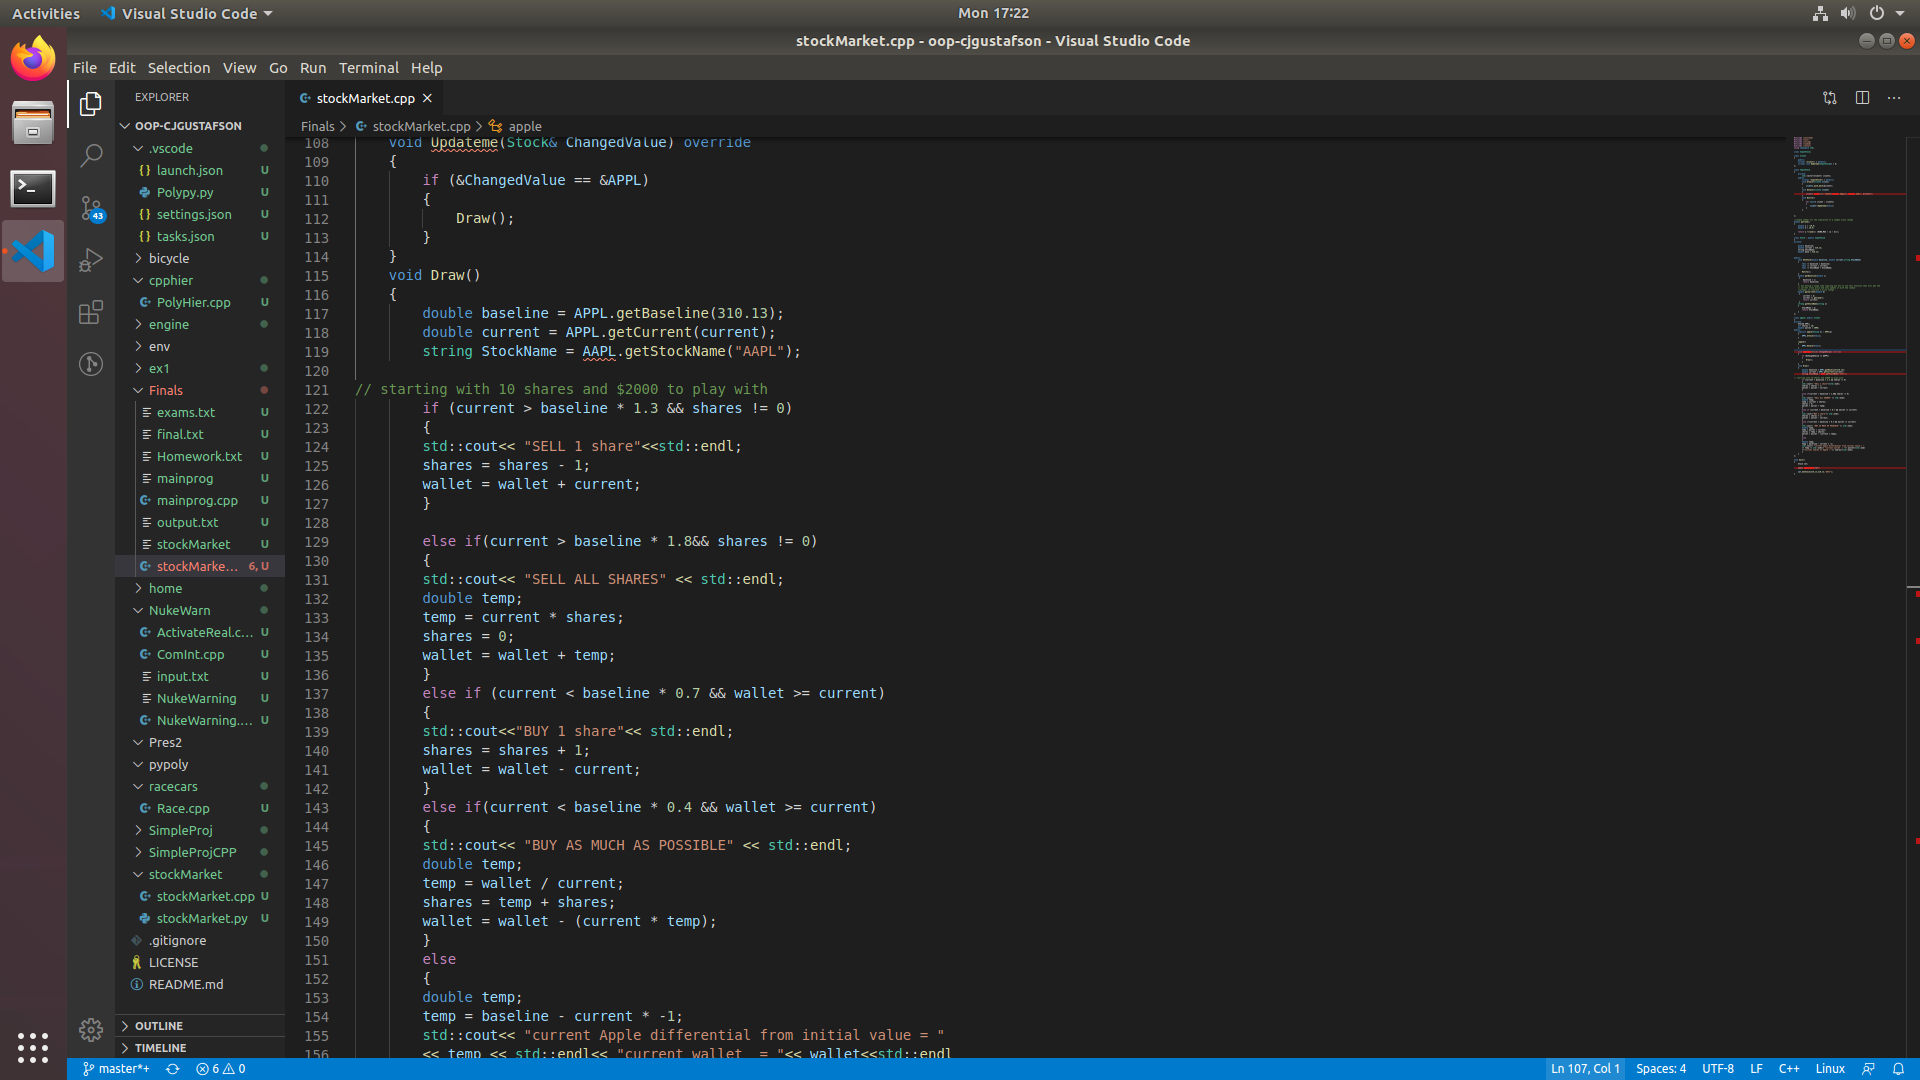 Activities
Visual Studio Code
Mon 17:22
stockMarket.cpp - oop-cjgustafson - Visual Studio Code
File Edit Selection View Go Run Terminal Help
EXPLORER
OOP-CJGUSTAFSON
.vscode
launch.json U
Polypy.py U
settings.json U
tasks.json U
bicycle
cpphier
PolyHier.cpp U
engine
env
ex1
Finals
exams.txt U
final.txt U
Homework.txt U
mainprog U
mainprog.cpp U
output.txt U
stockMarket U
stockMarke... 6, U
home
NukeWarn
ActivateReal.c... U
ComInt.cpp U
input.txt U
NukeWarning U
NukeWarning.... U
Pres2
pypoly
racecars
Race.cpp U
SimpleProj
SimpleProjCPP
stockMarket
stockMarket.cpp U
stockMarket.py U
.gitignore
LICENSE
README.md
OUTLINE
TIMELINE
43
stockMarket.cpp
Finals > stockMarket.cpp > apple
108 void Updateme(Stock& ChangedValue) override
109 {
110 if (&ChangedValue == &APPL)
111 {
112 Draw();
113 }
114 }
115 void Draw()
116 {
117 double baseline = APPL.getBaseline(310.13);
118 double current = APPL.getCurrent(current);
119 string StockName = AAPL.getStockName("AAPL");
120
121 // starting with 10 shares and $2000 to play with
122 if (current > baseline * 1.3 && shares != 0)
123 {
124 std::cout<< "SELL 1 share"<<std::endl;
125 shares = shares - 1;
126 wallet = wallet + current;
127 }
128
129 else if(current > baseline * 1.8&& shares != 0)
130 {
131 std::cout<< "SELL ALL SHARES" << std::endl;
132 double temp;
133 temp = current * shares;
134 shares = 0;
135 wallet = wallet + temp;
136 }
137 else if (current < baseline * 0.7 && wallet >= current)
138 {
139 std::cout<<"BUY 1 share"<< std::endl;
140 shares = shares + 1;
141 wallet = wallet - current;
142 }
143 else if(current < baseline * 0.4 && wallet >= current)
144 {
145 std::cout<< "BUY AS MUCH AS POSSIBLE" << std::endl;
146 double temp;
147 temp = wallet / current;
148 shares = temp + shares;
149 wallet = wallet - (current * temp);
150 }
151 else
152 {
153 double temp;
154 temp = baseline - current * -1;
155 std::cout<< "current Apple differential from initial value = "
156 << temp << std::endl<< "current wallet  = "<< wallet<<std::endl
master*+
6 0
Ln 107, Col 1
Spaces: 4
UTF-8
LF
C++
Linux